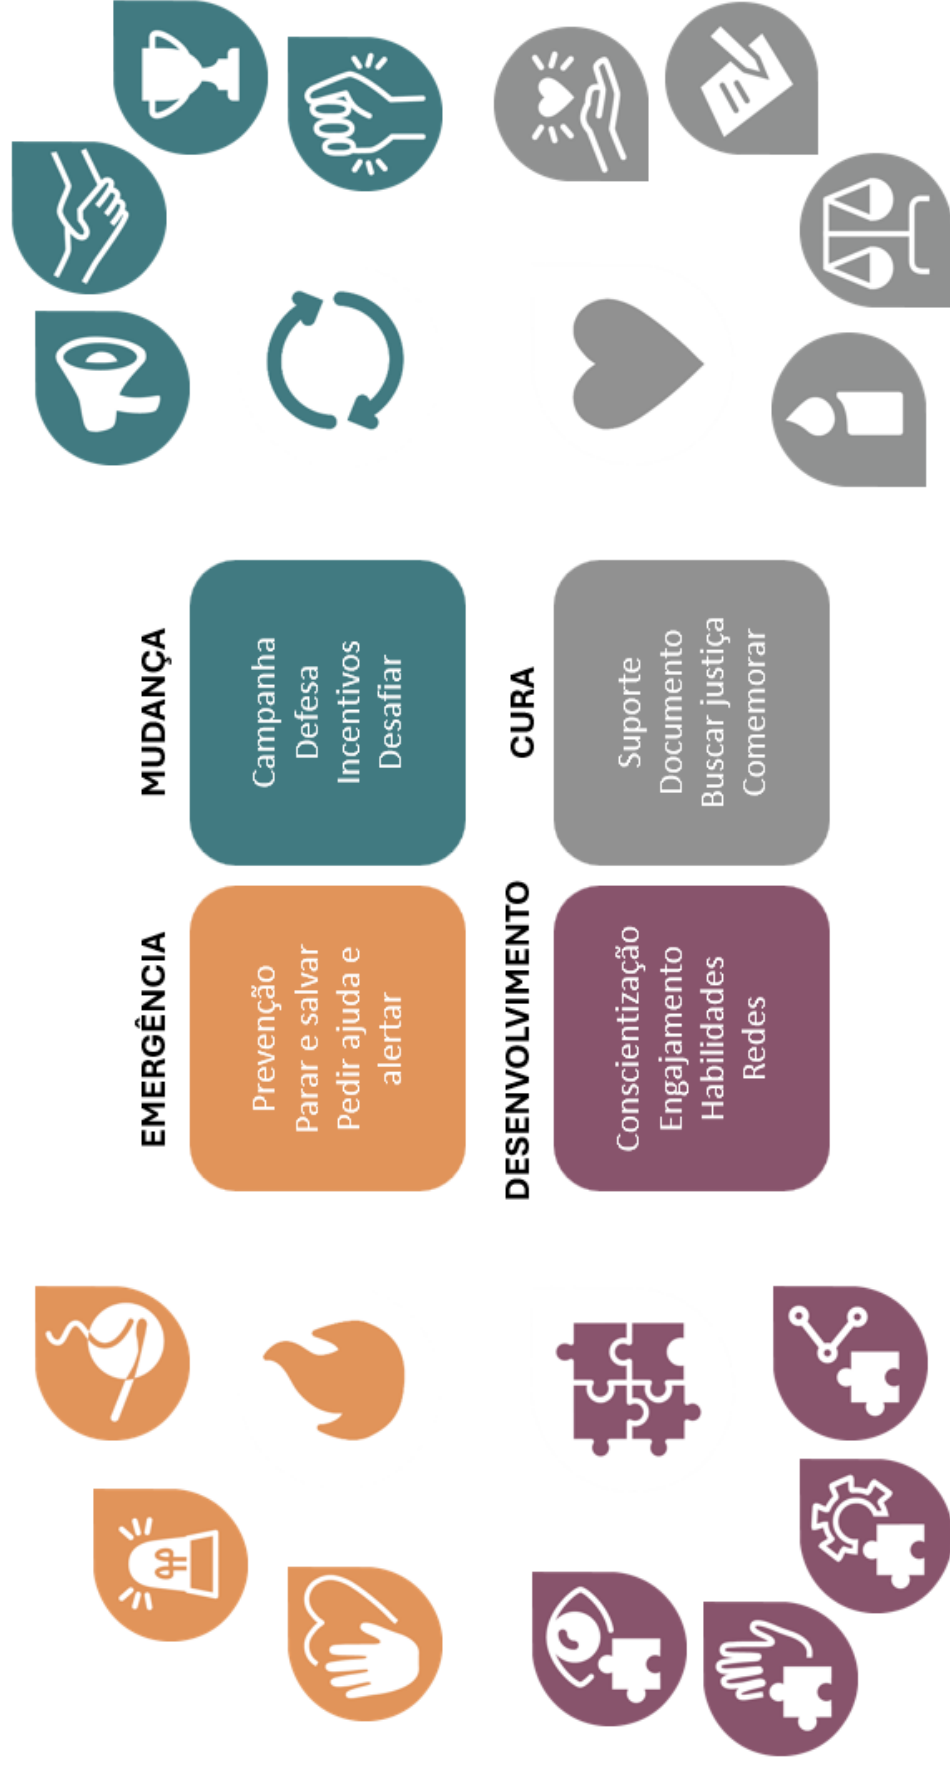 EMERGÊNCIA
Prevenção
Parar e salvar
Pedir ajuda e
alertar
MUDANÇA
Campanha
Defesa
Incentivos
Desafiar
DESENVOLVIMENTO
Conscientização
Engajamento
Habilidades
Redes
CURA
Suporte
Documento
Buscar justiça
Comemorar